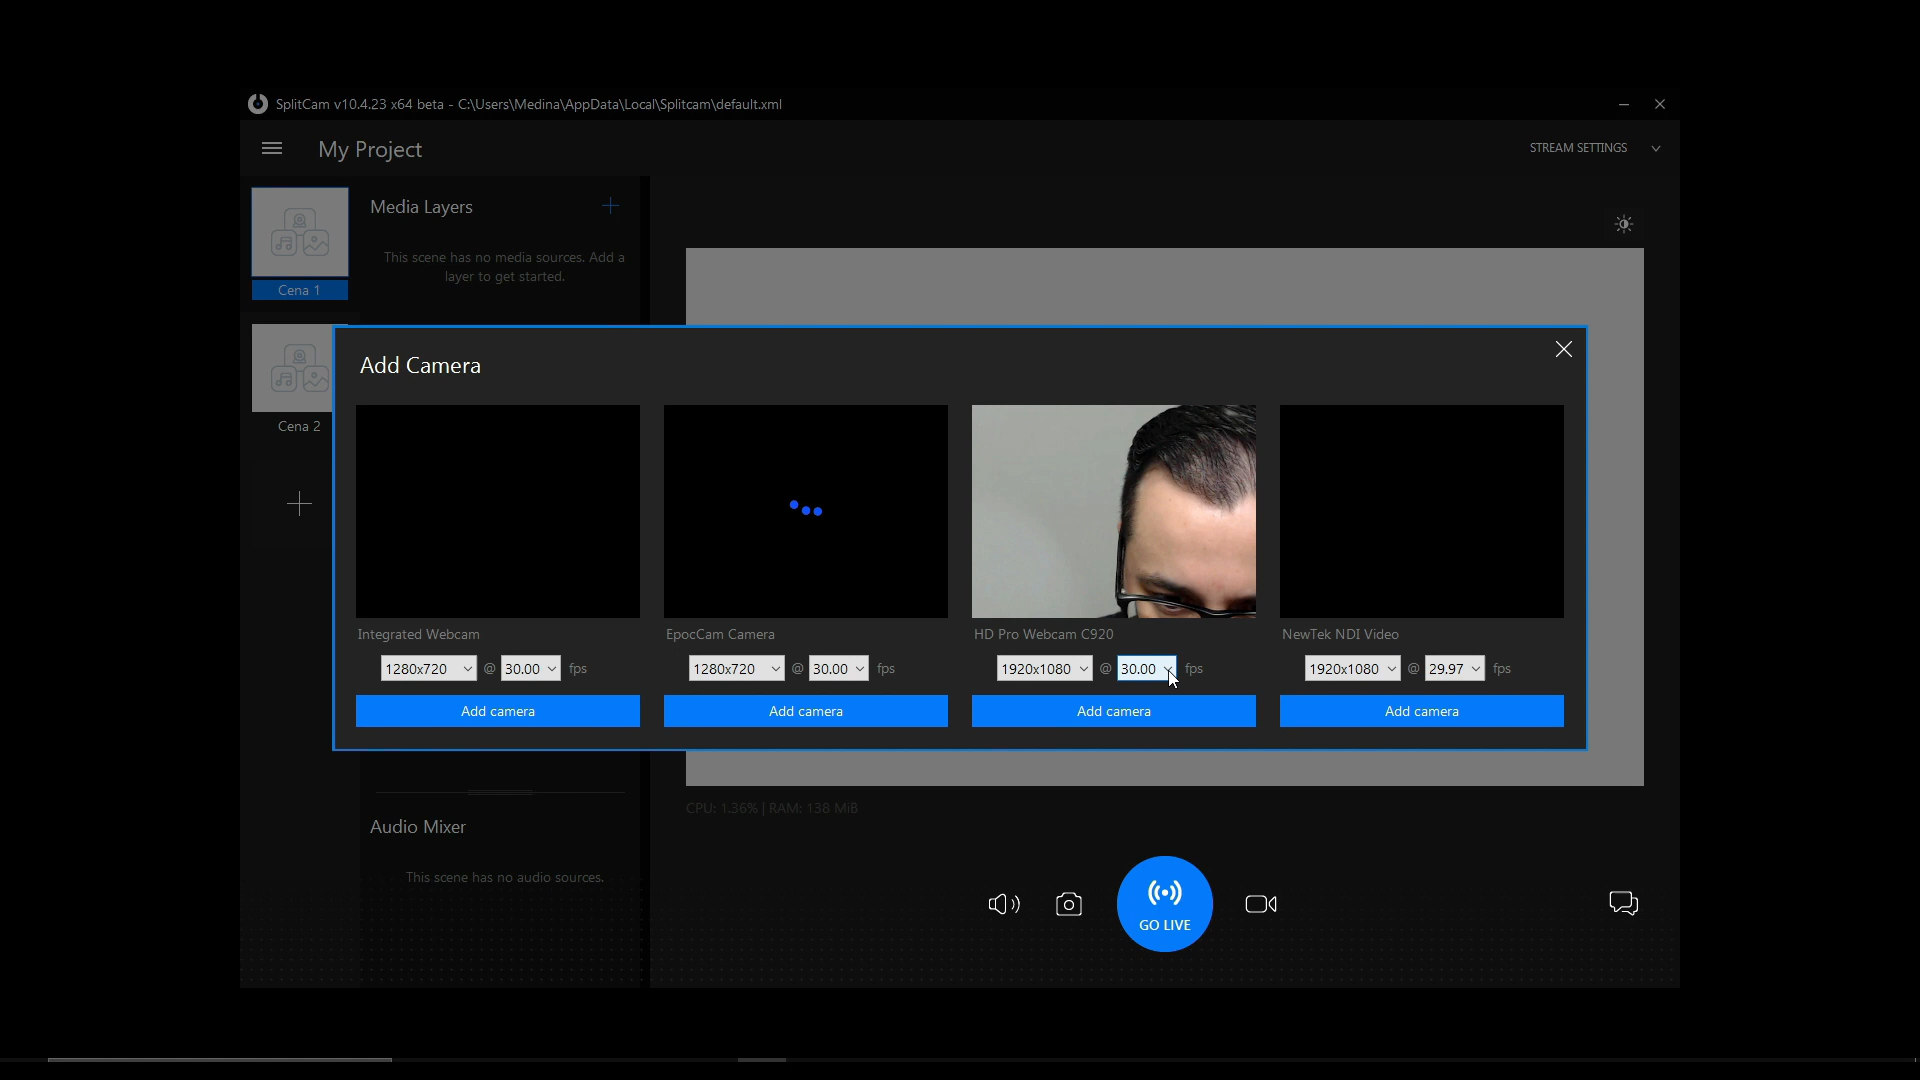 SplitCam v10.4.23 x64 beta - C:\Users\Medina\AppData\Local\Splitcam\default.xml
My Project
STREAM SETTINGS
Media Layers
This scene has no media sources. Add a
layer to get started.
Cena 1
Add Camera
Cena 2
Integrated Webcam
EpocCam Camera
HD Pro Webcam C920
NewTek NDI Video
1280x720 @ 30.00 fps
1280x720 @ 30.00 fps
1920x1080 @ 30.00 fps
1920x1080 @ 29.97 fps
Add camera
Add camera
Add camera
Add camera
CPU: 1.36% | RAM: 138 MiB
Audio Mixer
This scene has no audio sources.
GO LIVE